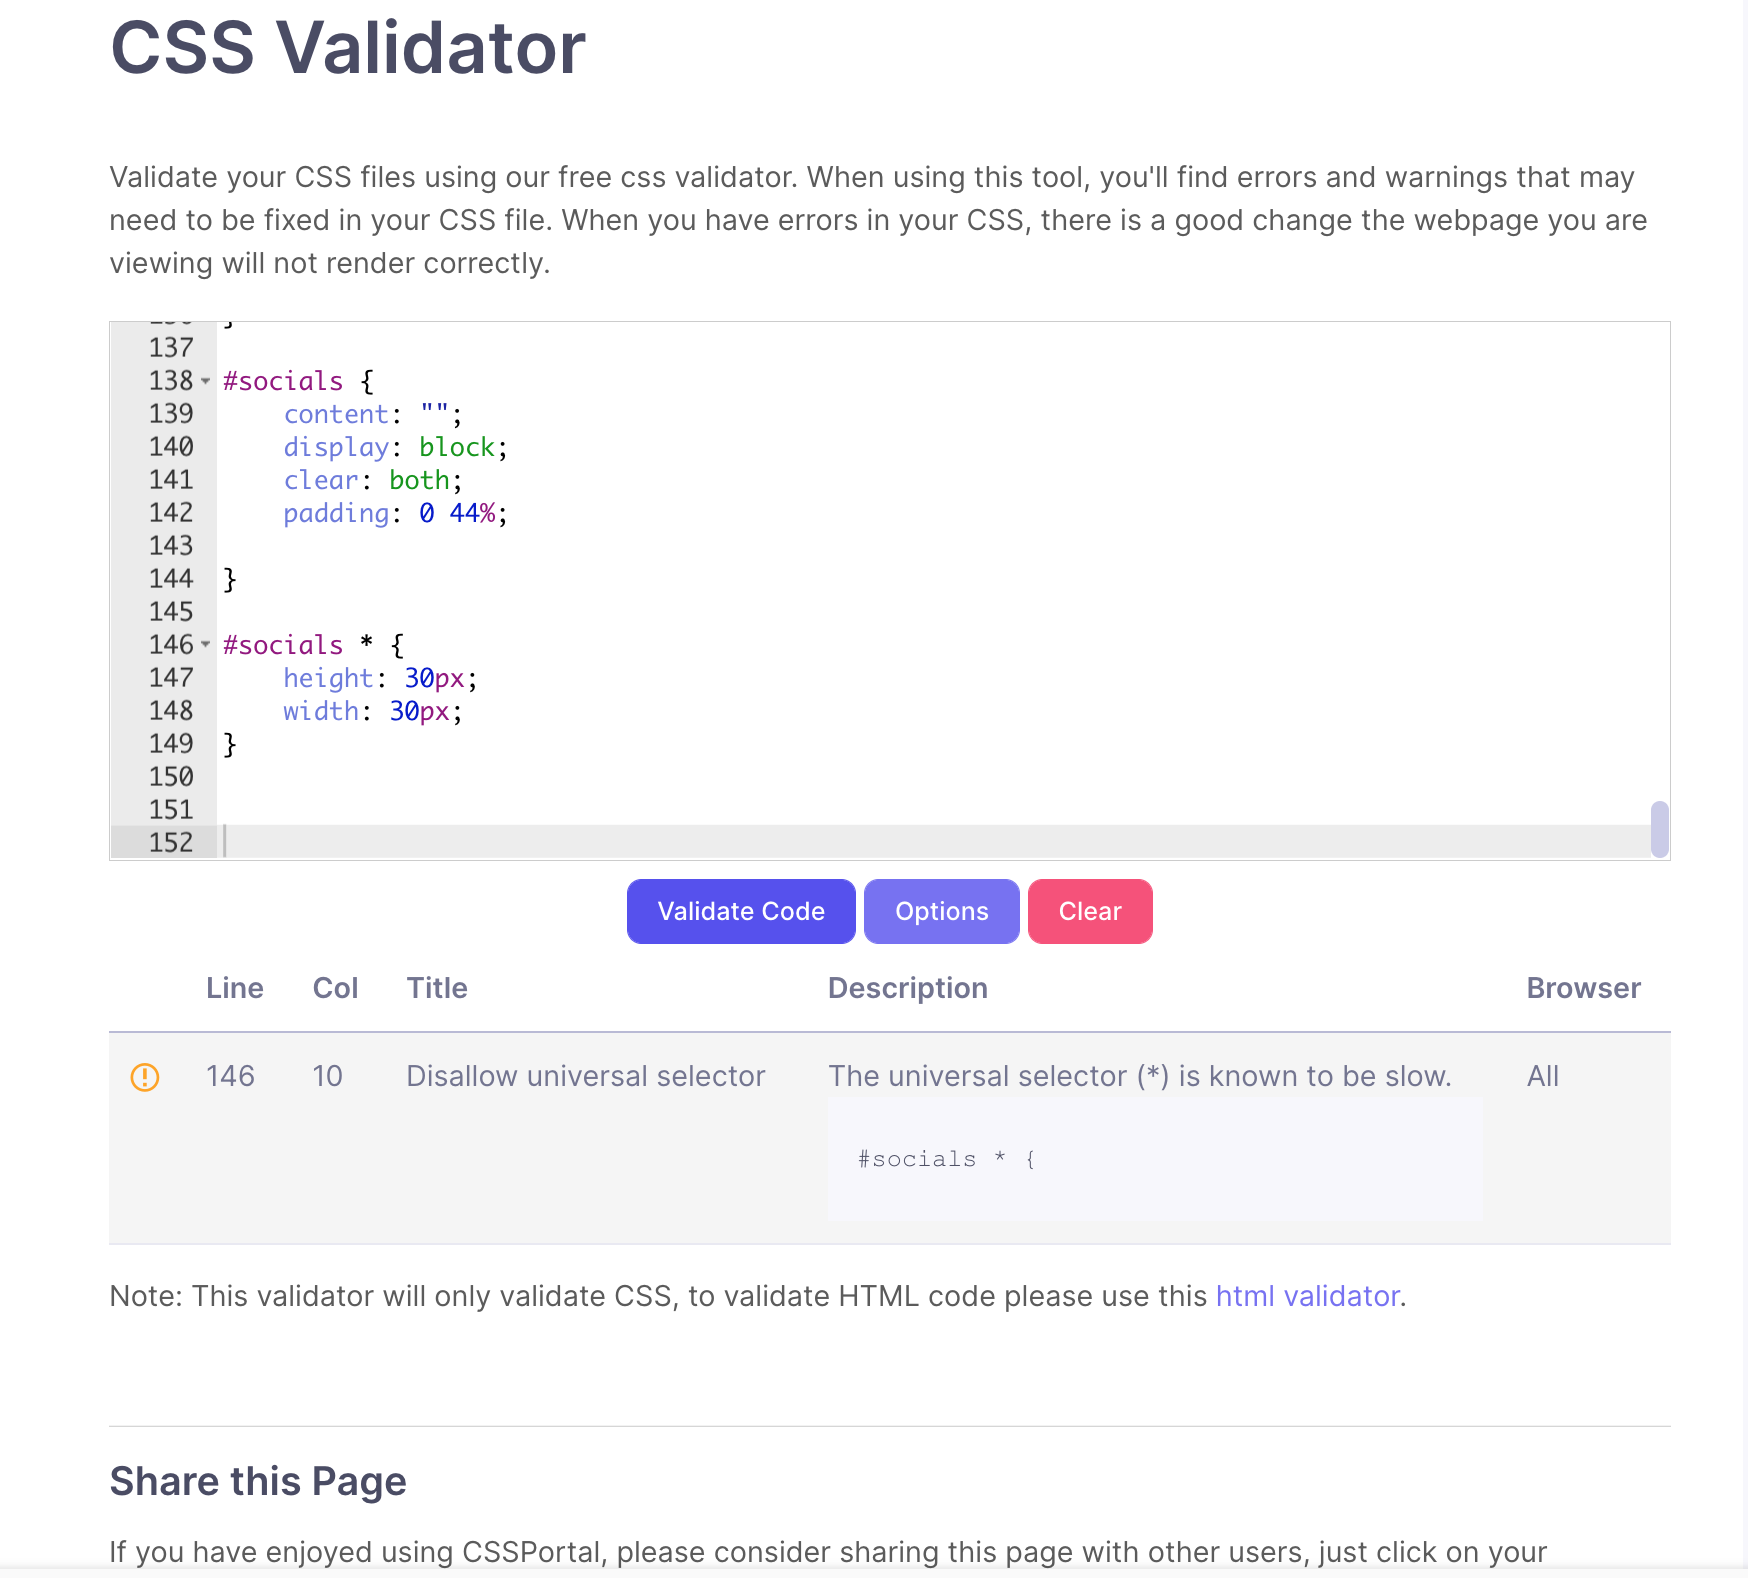 CSS Validator
Validate your CSS files using our free css validator. When using this tool, you'll find errors and warnings that may
need to be fixed in your CSS file. When you have errors in your CSS, there is a good change the webpage you are
viewing will not render correctly.
136 }
137
138 #socials {
139 content: "";
140 display: block;
141 clear: both;
142 padding: 0 44%;
143
144 }
145
146 #socials * {
147 height: 30px;
148 width: 30px;
149 }
150
151
152
Validate Code Options Clear
Line Col Title Description Browser
146 10 Disallow universal selector The universal selector (*) is known to be slow. All
#socials * {
Note: This validator will only validate CSS, to validate HTML code please use this html validator.
Share this Page
If you have enjoyed using CSSPortal, please consider sharing this page with other users, just click on your